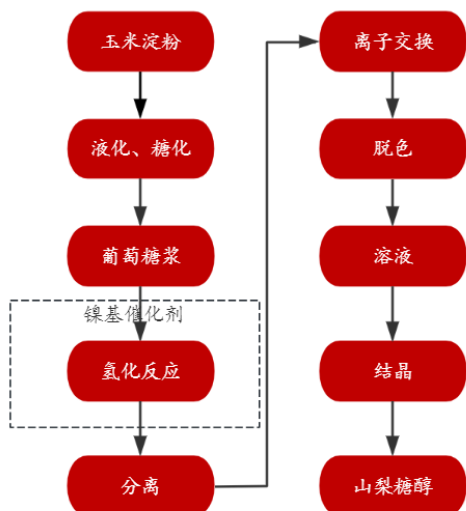 玉米淀粉
液化、糖化
葡萄糖浆
镍基催化剂
氢化反应
分离
离子交换
脱色
溶液
结晶
山梨糖醇